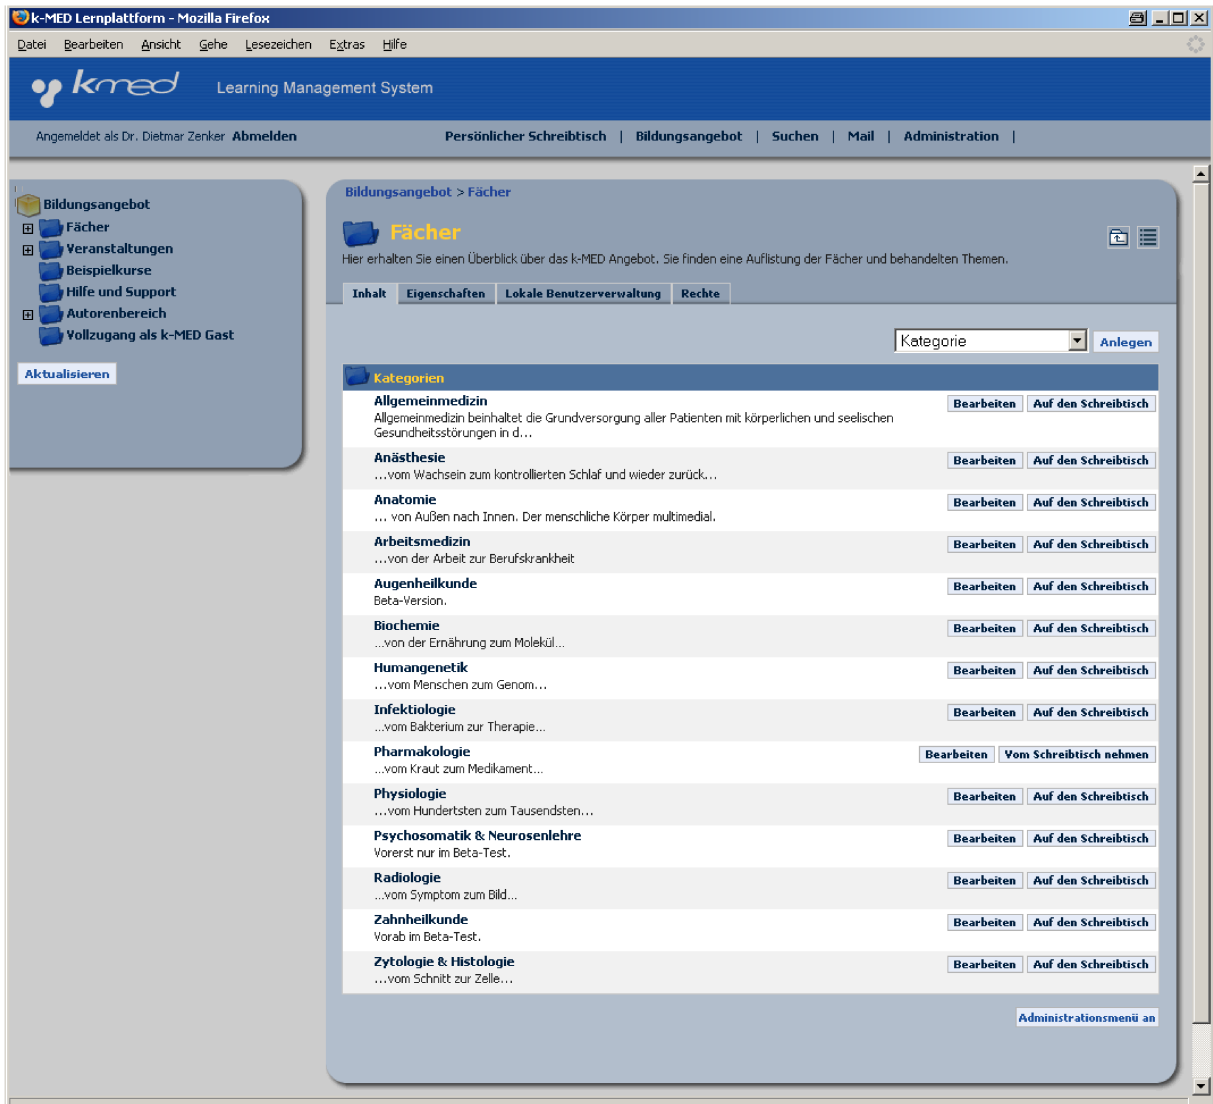 k-MED Lernplattform - Mozilla Firefox
Datei Bearbeiten Ansicht Gehe Lesezeichen Extras Hilfe
kmed Learning Management System
Angemeldet als Dr. Dietmar Zenker Abmelden Persönlicher Schreibtisch | Bildungsangebot | Suchen | Mail | Administration |
Bildungsangebot
Fächer
Veranstaltungen
Beispielkurse
Hilfe und Support
Autorenbereich
Vollzugang als k-MED Gast
Aktualisieren
Bildungsangebot > Fächer
Fächer
Hier erhalten Sie einen Überblick über das k-MED Angebot. Sie finden eine Auflistung der Fächer und behandelten Themen.
Inhalt Eigenschaften Lokale Benutzerverwaltung Rechte
Kategorie Anlegen
Kategorien
Allgemeinmedizin Bearbeiten Auf den Schreibtisch
Allgemeinmedizin beinhaltet die Grundversorgung aller Patienten mit körperlichen und seelischen
Gesundheitsstörungen in d...
Anästhesie Bearbeiten Auf den Schreibtisch
...vom Wachsein zum kontrollierten Schlaf und wieder zurück...
Anatomie Bearbeiten Auf den Schreibtisch
... von Außen nach Innen. Der menschliche Körper multimedial.
Arbeitsmedizin Bearbeiten Auf den Schreibtisch
...von der Arbeit zur Berufskrankheit
Augenheilkunde Bearbeiten Auf den Schreibtisch
Beta-Version.
Biochemie Bearbeiten Auf den Schreibtisch
...von der Ernährung zum Molekül...
Humangenetik Bearbeiten Auf den Schreibtisch
...vom Menschen zum Genom...
Infektiologie Bearbeiten Auf den Schreibtisch
...vom Bakterium zur Therapie...
Pharmakologie Bearbeiten Vom Schreibtisch nehmen
...vom Kraut zum Medikament...
Physiologie Bearbeiten Auf den Schreibtisch
...vom Hundertsten zum Tausendsten...
Psychosomatik & Neurosenlehre Bearbeiten Auf den Schreibtisch
Vorerst nur im Beta-Test.
Radiologie Bearbeiten Auf den Schreibtisch
...vom Symptom zum Bild...
Zahnheilkunde Bearbeiten Auf den Schreibtisch
Vorab im Beta-Test.
Zytologie & Histologie Bearbeiten Auf den Schreibtisch
...vom Schnitt zur Zelle...
Administrationsmenü an